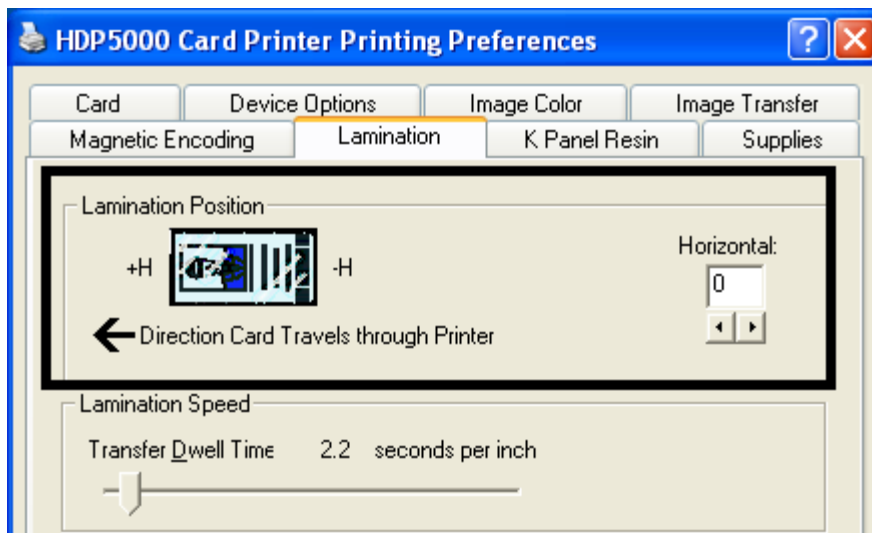 HDP5000 Card Printer Printing Preferences
Card Device Options Image Color Image Transfer
Magnetic Encoding Lamination K Panel Resin Supplies
Lamination Position
Horizontal:
+H -H
0
Direction Card Travels through Printer
Lamination Speed
Transfer Dwell Time 2.2 seconds per inch